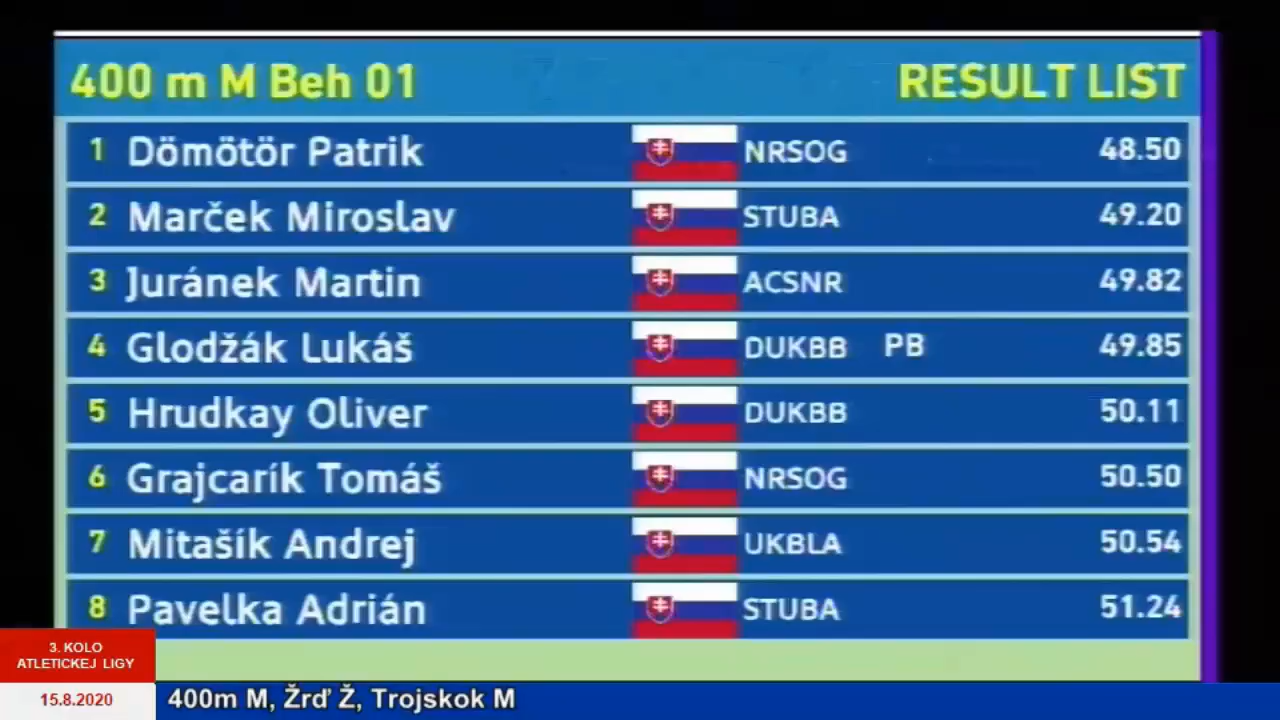 400 m M Beh 01 RESULT LIST
1 Dömötör Patrik NRSOG 48.50
2 Marček Miroslav STUBA 49.20
3 Juránek Martin ACSNR 49.82
4 Glodžák Lukáš DUKBB PB 49.85
5 Hrudkay Oliver DUKBB 50.11
6 Grajcarík Tomáš NRSOG 50.50
7 Mitašík Andrej UKBLA 50.54
8 Pavelka Adrián STUBA 51.24
3. KOLO
ATLETICKEJ LIGY
15.8.2020 400m M, Žrď Ž, Trojskok M